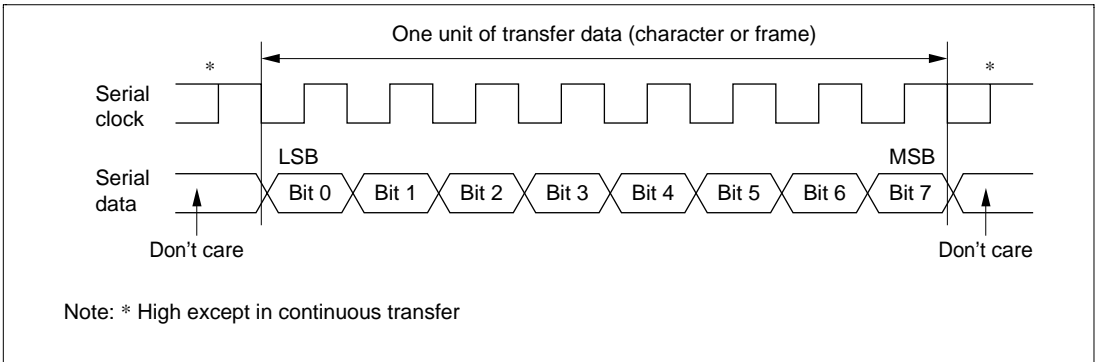 One unit of transfer data (character or frame)
* *
Serial
clock
LSB MSB
Serial
data
Bit 0 Bit 1 Bit 2 Bit 3 Bit 4 Bit 5 Bit 6 Bit 7
Don't care Don't care
Note: * High except in continuous transfer